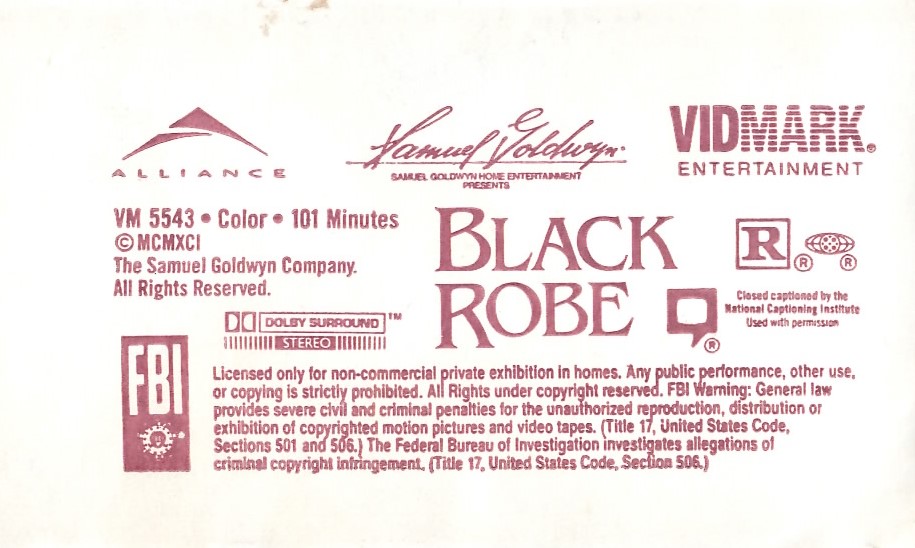 ALLIANCE
Samuel Goldwyn
SAMUEL GOLDWYN HOME ENTERTAINMENT
PRESENTS
VIDMARK®
ENTERTAINMENT
VM 5543 • Color • 101 Minutes
© MCMXCI
The Samuel Goldwyn Company.
All Rights Reserved.
BLACK
ROBE
R ® ®
Closed captioned by the
National Captioning Institute
Used with permission
®
DOLBY SURROUND ™
STEREO
FBI
Licensed only for non-commercial private exhibition in homes. Any public performance, other use,
or copying is strictly prohibited. All Rights under copyright reserved. FBI Warning: General law
provides severe civil and criminal penalties for the unauthorized reproduction, distribution or
exhibition of copyrighted motion pictures and video tapes. (Title 17, United States Code,
Sections 501 and 506.) The Federal Bureau of Investigation investigates allegations of
criminal copyright infringement. (Title 17, United States Code, Section 506.)